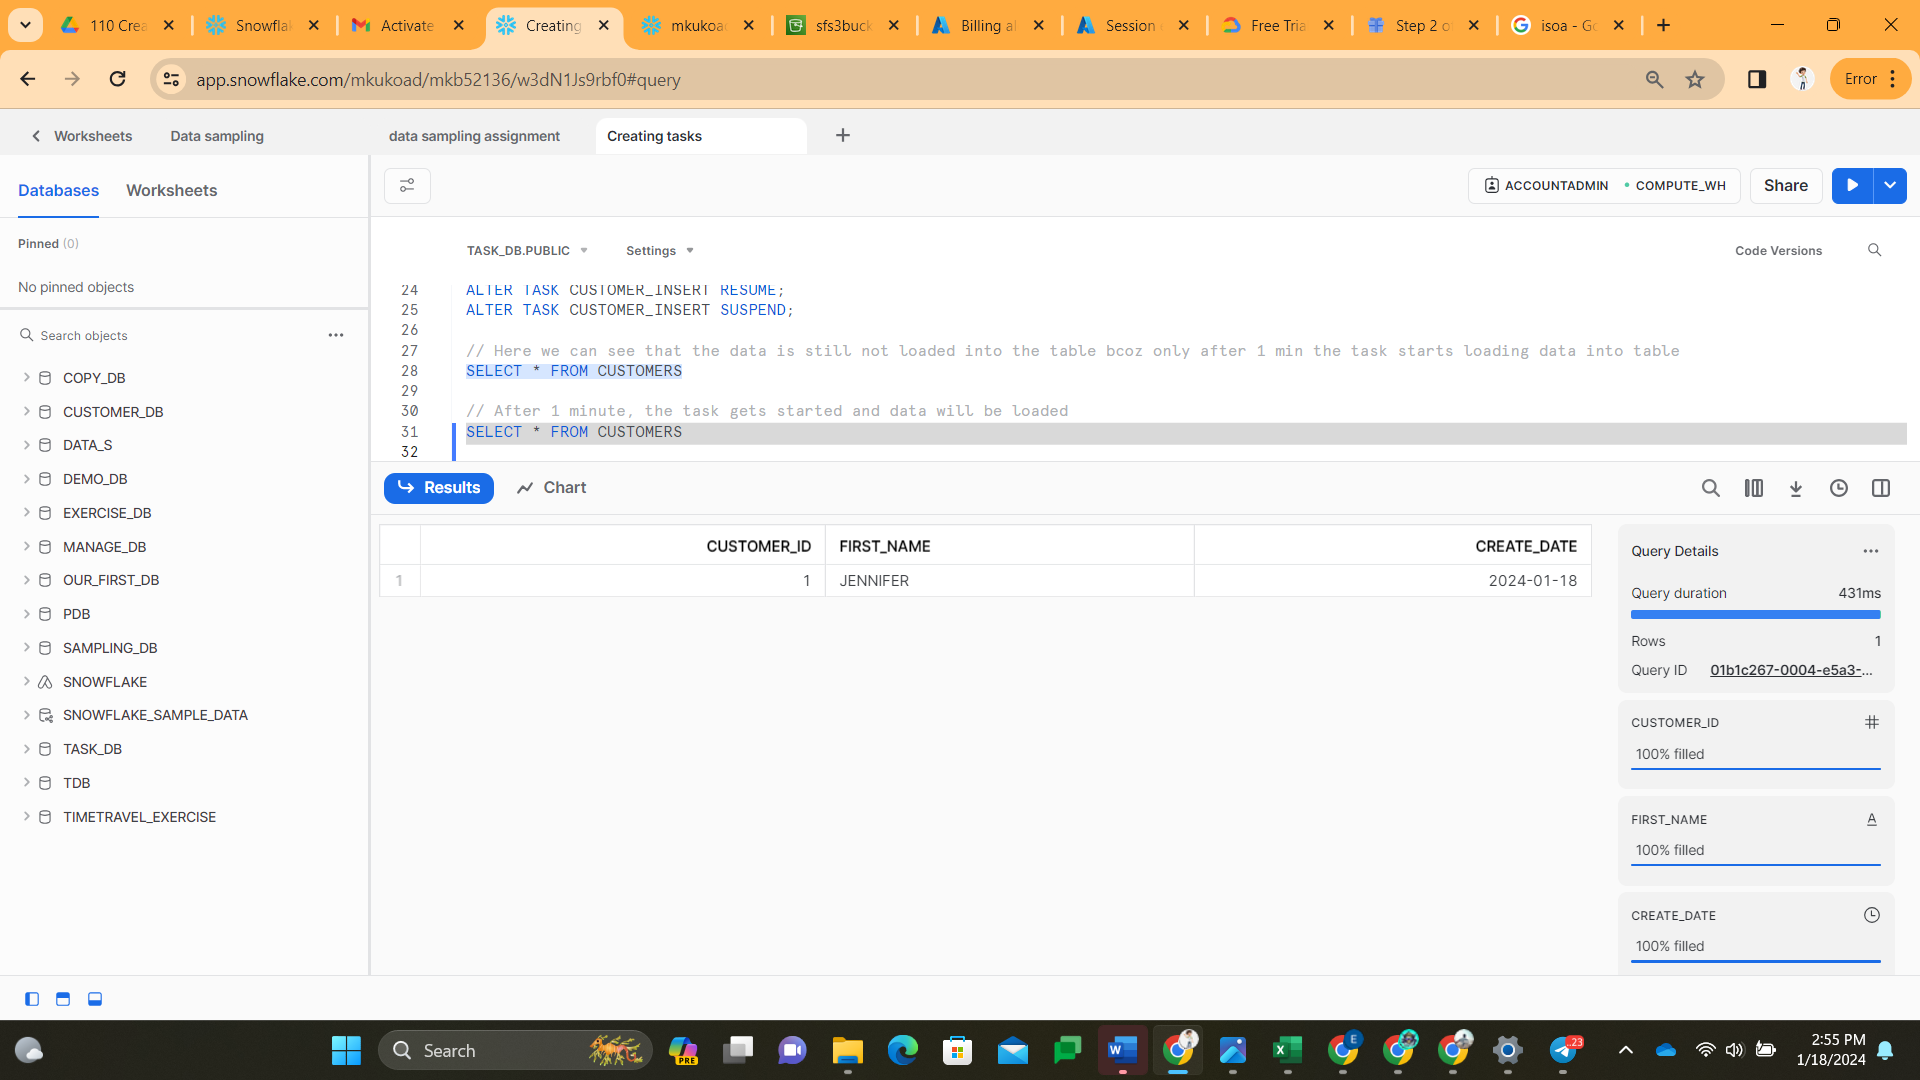 110 Crea
Snowflak
Activate
Creating
mkukoad
sfs3buck
Billing al
Session
Free Tria
Step 2 o
isoa - Go
app.snowflake.com/mkukoad/mkb52136/w3dN1Js9rbf0#query
Error
Worksheets
Data sampling
data sampling assignment
Creating tasks
Databases
Worksheets
ACCOUNTADMIN
COMPUTE_WH
Share
Pinned (0)
No pinned objects
TASK_DB.PUBLIC
Settings
Code Versions
24 ALTER TASK CUSTOMER_INSERT RESUME;
25 ALTER TASK CUSTOMER_INSERT SUSPEND;
26
27 // Here we can see that the data is still not loaded into the table bcoz only after 1 min the task starts loading data into table
28 SELECT * FROM CUSTOMERS
29
30 // After 1 minute, the task gets started and data will be loaded
31 SELECT * FROM CUSTOMERS
32
Search objects
COPY_DB
CUSTOMER_DB
DATA_S
DEMO_DB
EXERCISE_DB
MANAGE_DB
OUR_FIRST_DB
PDB
SAMPLING_DB
SNOWFLAKE
SNOWFLAKE_SAMPLE_DATA
TASK_DB
TDB
TIMETRAVEL_EXERCISE
Results
Chart
CUSTOMER_ID FIRST_NAME CREATE_DATE
1 1 JENNIFER 2024-01-18
Query Details
Query duration 431ms
Rows 1
Query ID 01b1c267-0004-e5a3-...
CUSTOMER_ID
100% filled
FIRST_NAME
A
100% filled
CREATE_DATE
100% filled
Search
PRE
W
X
E
..23
2:55 PM
1/18/2024